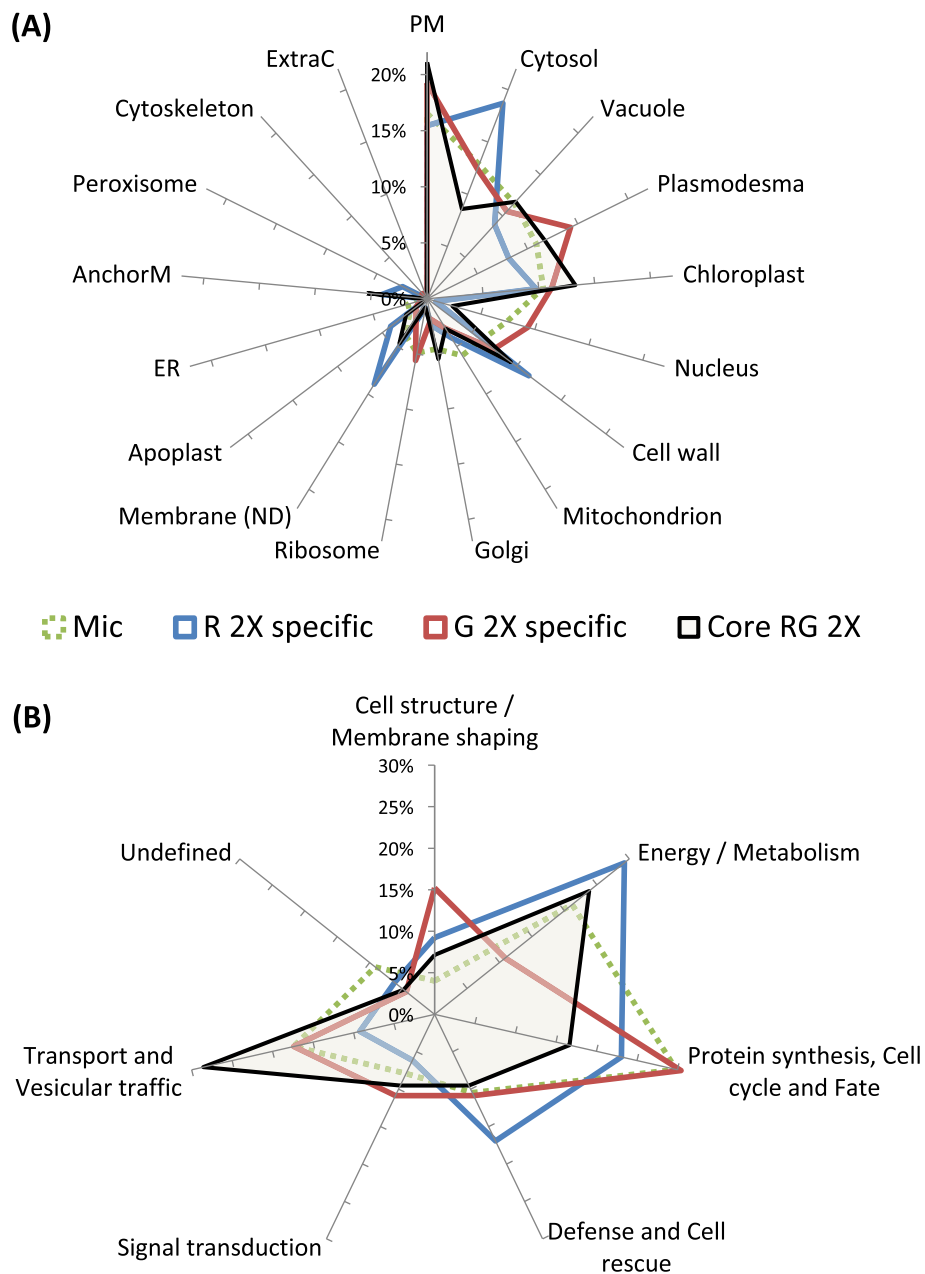 (A)
PM
ExtraC
Cytosol
20%
Cytoskeleton
Vacuole
15%
Peroxisome
10%
Plasmodesma
5%
AnchorM
0%
Chloroplast
ER
Nucleus
Apoplast
Cell wall
Membrane (ND)
Mitochondrion
Ribosome
Golgi
Mic
R 2X specific
G 2X specific
Core RG 2X
(B)
Cell structure /
Membrane shaping
30%
25%
20%
Undefined
Energy / Metabolism
15%
10%
5%
0%
Transport and
Vesicular traffic
Protein synthesis, Cell
cycle and Fate
Signal transduction
Defense and Cell
rescue